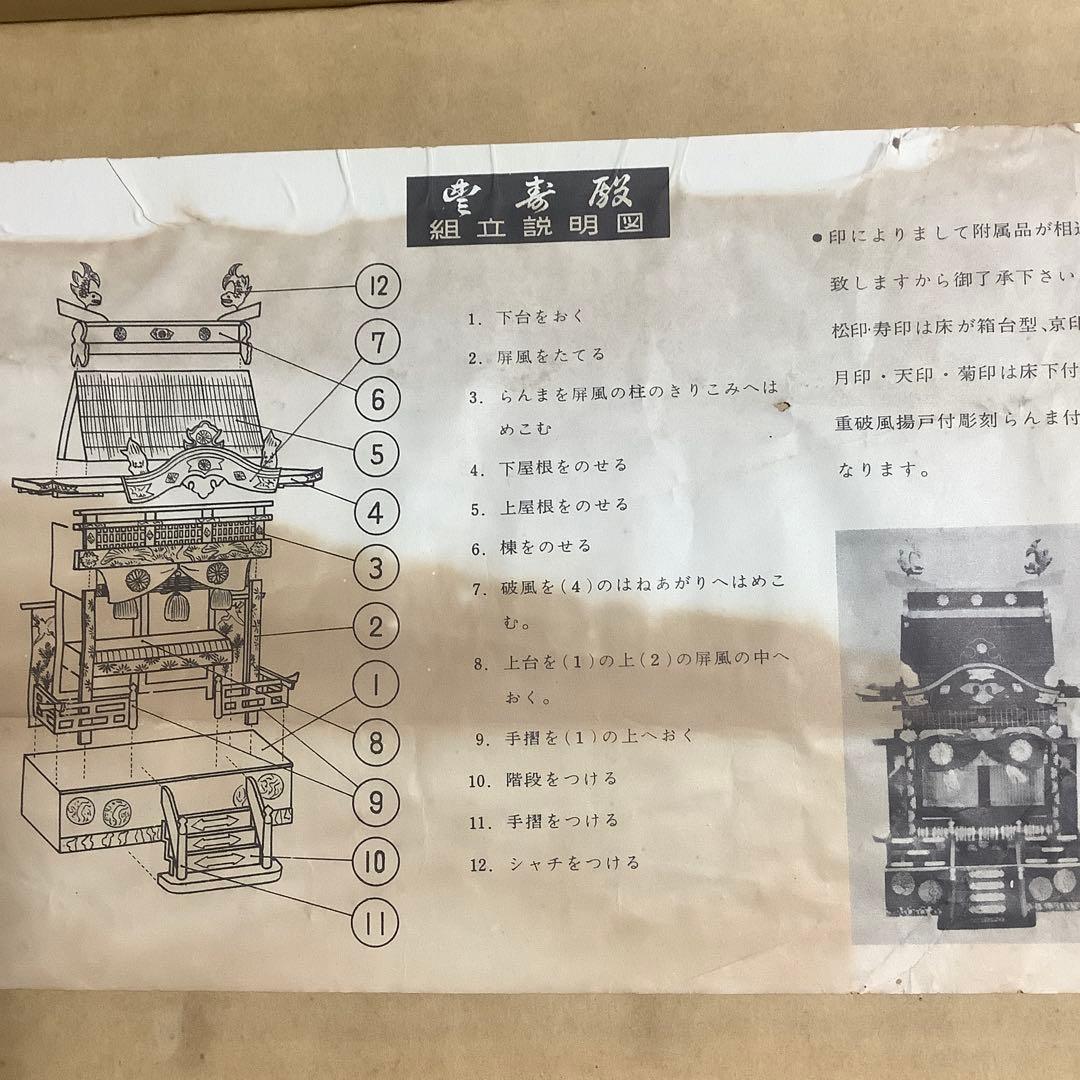 豊寿殿
組立説明図
1. 下台をおく
2. 屏風をたてる
3. らんまを屏風の柱のきりこみへは
めこむ
4. 下屋根をのせる
5. 上屋根をのせる
6. 棟をのせる
7. 破風を(4)のはねあがりへはめこ
む。
8. 上台を(1)の上(2)の屏風の中へ
おく。
9. 手摺を(1)の上へおく
10. 階段をつける
11. 手摺をつける
12. シャチをつける
●印によりまして附属品が相違
致しますから御了承下さい
松印・寿印は床が箱台型、京印
月印・天印・菊印は床下付
重破風揚戸付彫刻らんま付
なります。
12
7
6
5
4
3
2
1
8
9
10
11